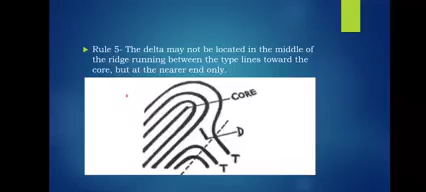 Rule 5- The delta may not be located in the middle of
the ridge running between the type lines toward the
core, but at the nearer end only.
CORE
D
T
T